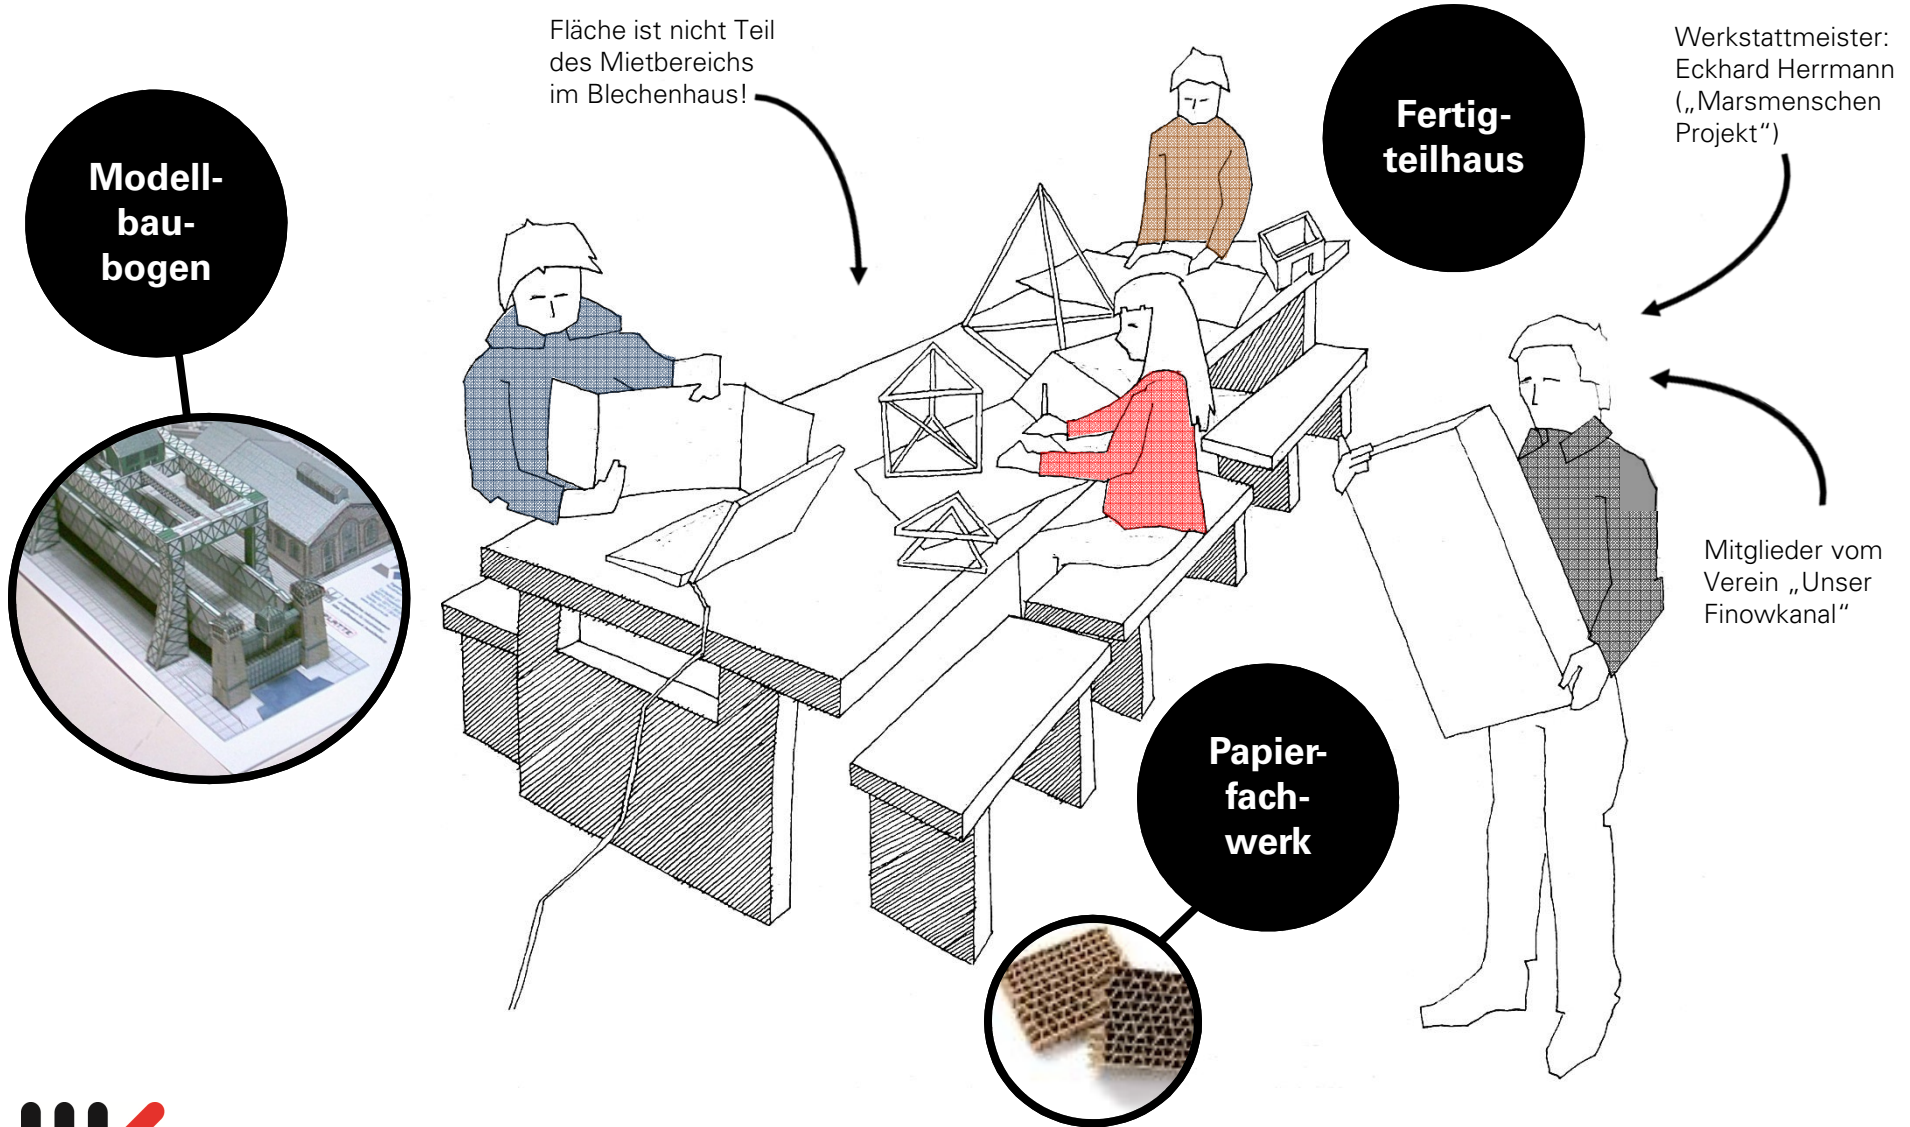 Fläche ist nicht Teil
des Mietbereichs
im Blechenhaus!
Werkstattmeister:
Eckhard Herrmann
(„Marsmenschen
Projekt“)
Fertig-
teilhaus
Modell-
bau-
bogen
Mitglieder vom
Verein „Unser
Finowkanal“
Papier-
fach-
werk